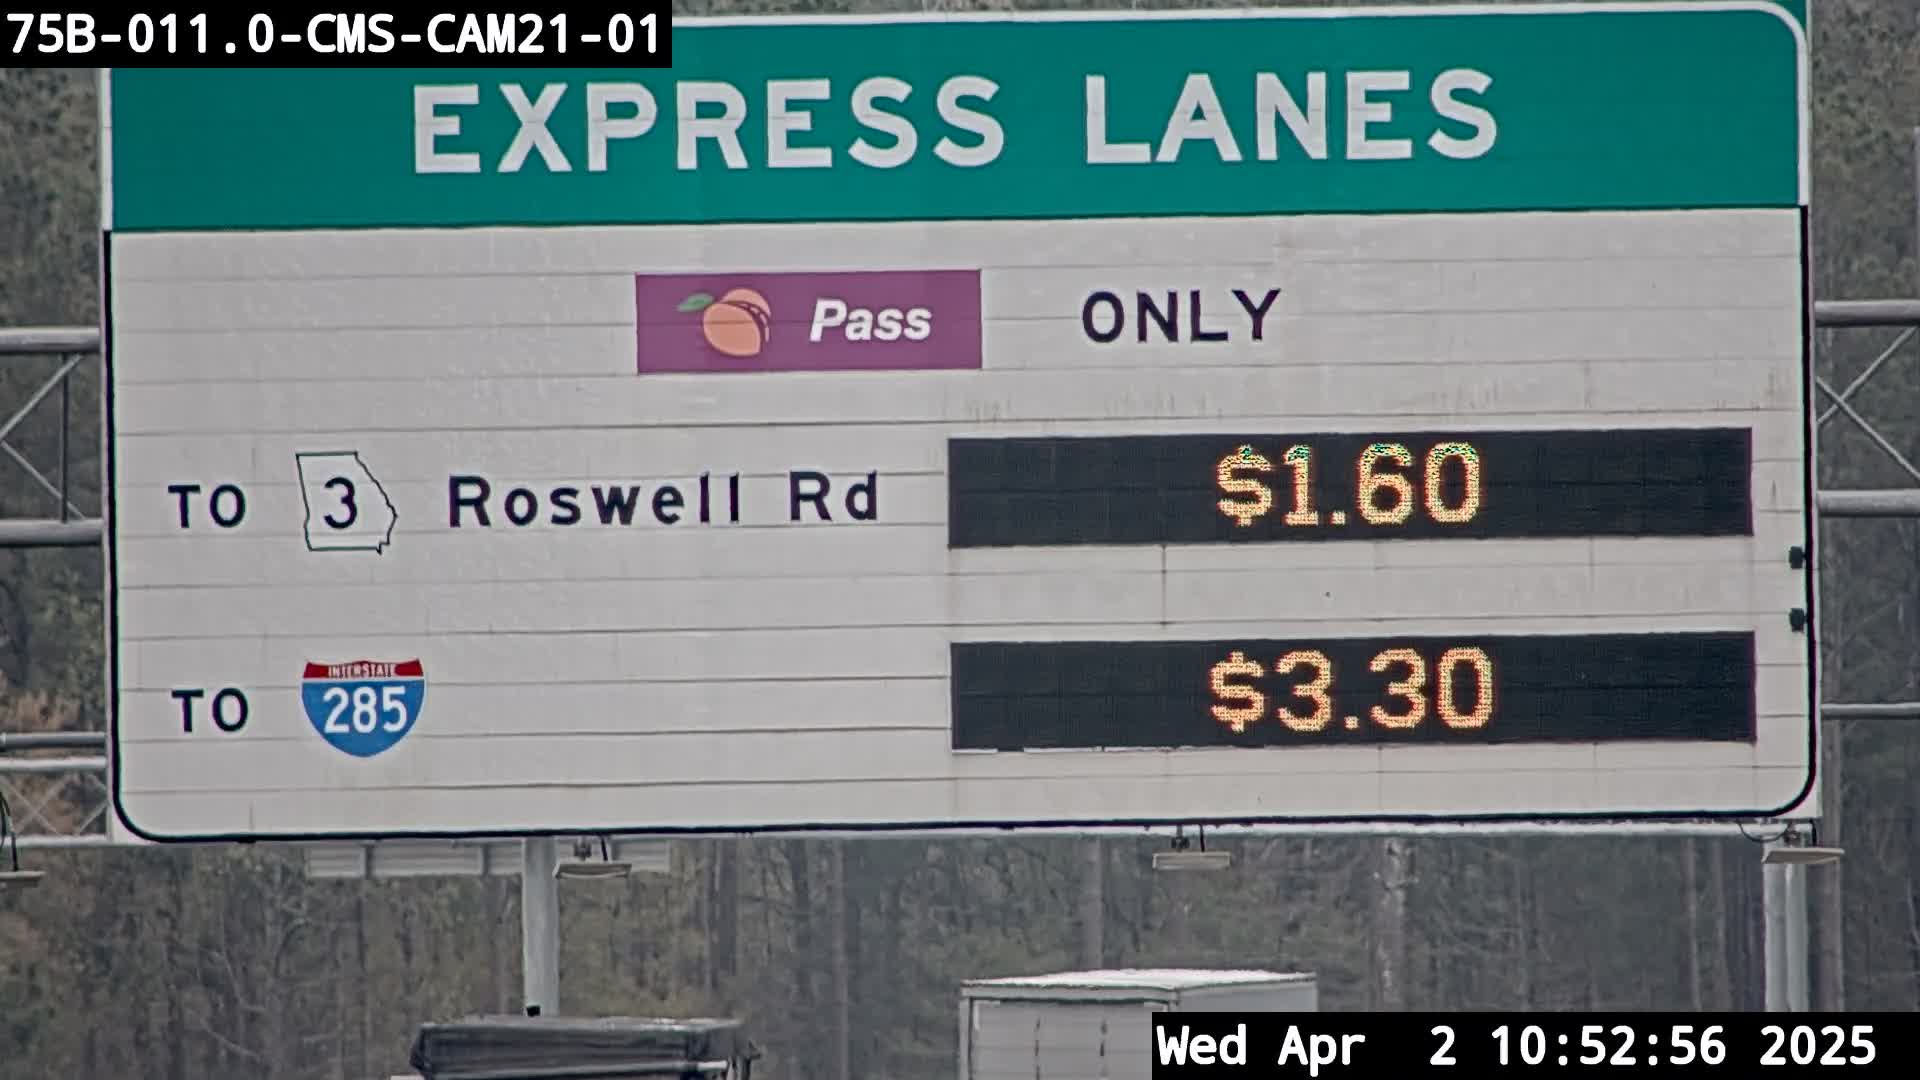 75B-011.0-CMS-CAM21-01
EXPRESS LANES
Pass ONLY
TO 3 Roswell Rd $1.60
INTERSTATE
TO 285 $3.30
Wed Apr 2 10:52:56 2025